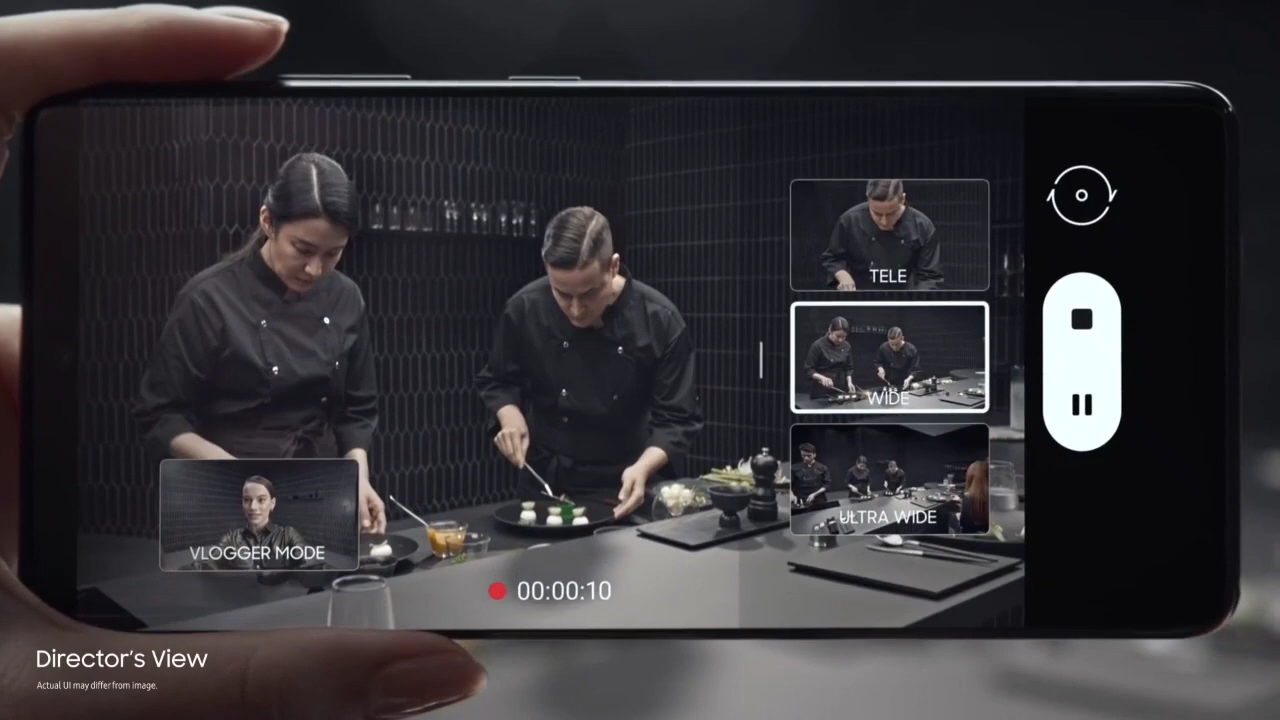 TELE
WIDE
ULTRA WIDE
VLOGGER MODE
00:00:10
Director's View
Actual UI may differ from image.